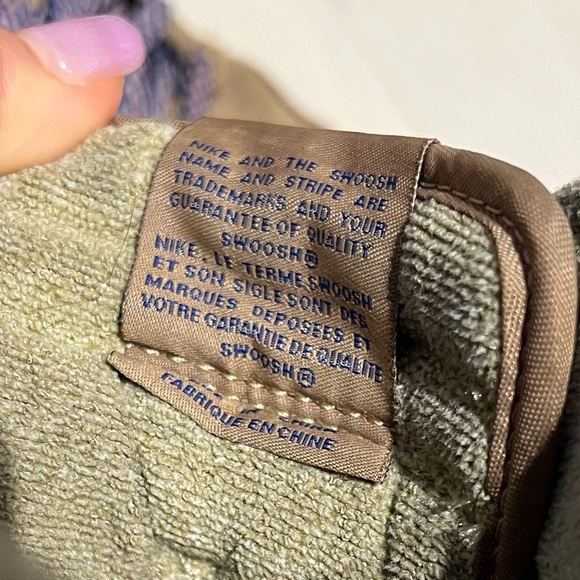 NIKE AND THE SWOOSH
NAME AND STRIPE ARE
TRADEMARKS AND YOUR
GUARANTEE OF QUALITY
SWOOSH®
NIKE, LE TERME SWOOSH
ET SON SIGLE SONT DES
MARQUES DEPOSEES ET
VOTRE GARANTIE DE QUALITE
SWOOSH®
FABRIQUE EN CHINE